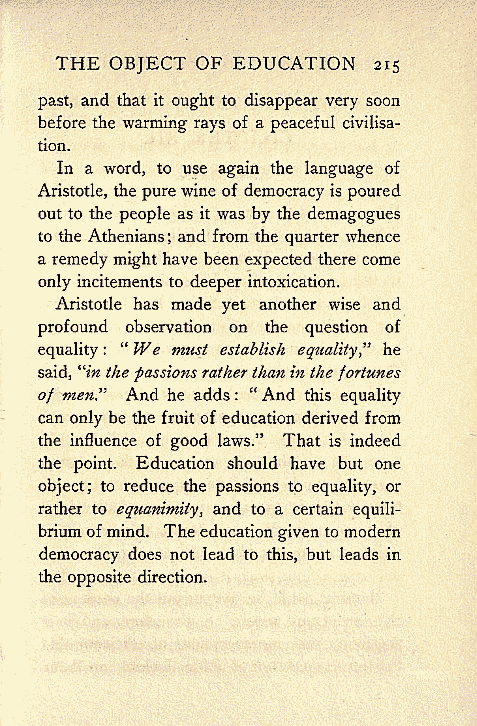 THE OBJECT OF EDUCATION 215
past, and that it ought to disappear very soon
before the warming rays of a peaceful civilisa-
tion.
In a word, to use again the language of
Aristotle, the pure wine of democracy is poured
out to the people as it was by the demagogues
to the Athenians; and from the quarter whence
a remedy might have been expected there come
only incitements to deeper intoxication.
Aristotle has made yet another wise and
profound observation on the question of
equality: "We must establish equality," he
said, "in the passions rather than in the fortunes
of men." And he adds: "And this equality
can only be the fruit of education derived from
the influence of good laws." That is indeed
the point. Education should have but one
object; to reduce the passions to equality, or
rather to equanimity, and to a certain equili-
brium of mind. The education given to modern
democracy does not lead to this, but leads in
the opposite direction.